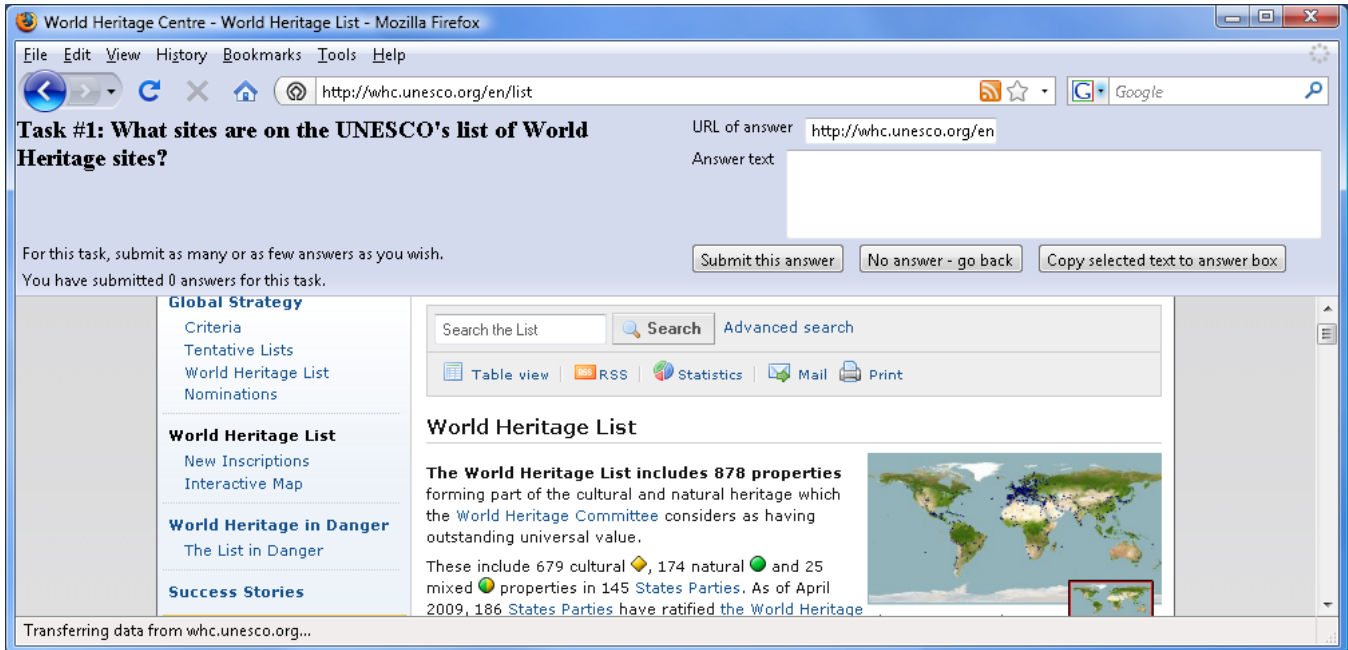 World Heritage Centre - World Heritage List - Mozilla Firefox
File Edit View History Bookmarks Tools Help
http://whc.unesco.org/en/list
G Google
Task #1: What sites are on the UNESCO's list of World
Heritage sites?
URL of answer http://whc.unesco.org/en
Answer text
For this task, submit as many or as few answers as you wish.
You have submitted 0 answers for this task.
Submit this answer No answer - go back Copy selected text to answer box
Global Strategy
Criteria
Tentative Lists
World Heritage List
Nominations
World Heritage List
New Inscriptions
Interactive Map
World Heritage in Danger
The List in Danger
Success Stories
Search the List Search Advanced search
Table view RSS RSS Statistics Mail Print
World Heritage List
The World Heritage List includes 878 properties
forming part of the cultural and natural heritage which
the World Heritage Committee considers as having
outstanding universal value.
These include 679 cultural , 174 natural and 25
mixed properties in 145 States Parties. As of April
2009, 186 States Parties have ratified the World Heritage
Transferring data from whc.unesco.org...